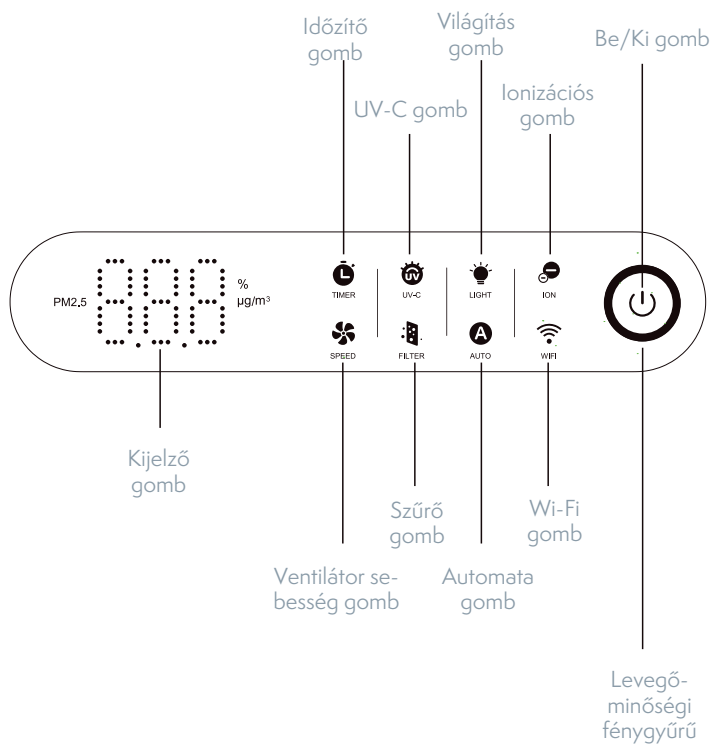 Időzítő
gomb
Világítás
gomb
Be/Ki gomb
UV-C gomb
Ionizációs
gomb
PM2.5
%
µg/m³
TIMER
UV
UV-C
LIGHT
ION
SPEED
FILTER
A
AUTO
WIFI
Kijelző
gomb
Szűrő
gomb
Wi-Fi
gomb
Ventilátor se-
besség gomb
Automata
gomb
Levegő-
minőségi
fénygyűrű